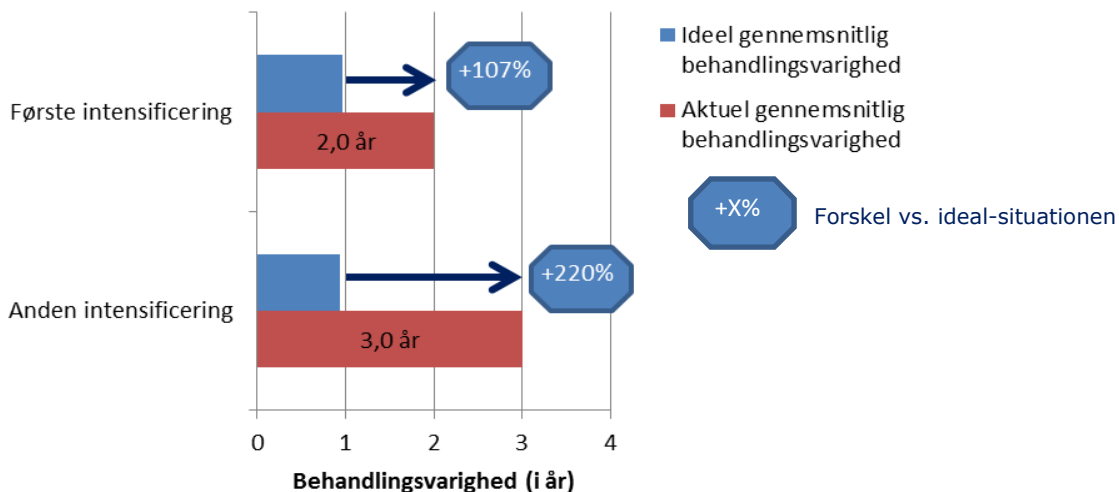 Ideel gennemsnitlig
behandlingsvarighed
+107%
Første intensificering
Aktuel gennemsnitlig
behandlingsvarighed
2,0 år
+X%
Forskel vs. ideal-situationen
+220%
Anden intensificering
3,0 år
0 1 2 3 4
Behandlingsvarighed (i år)